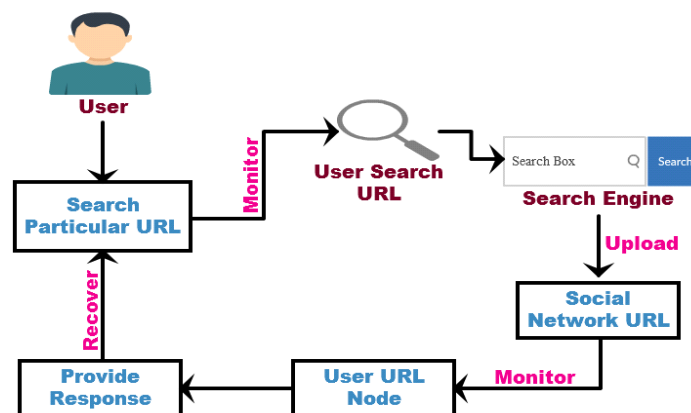 User
Search
Particular URL
Monitor
User Search
URL
Search Box
Search
Search Engine
Upload
Social
Network URL
Monitor
User URL
Node
Provide
Response
Recover